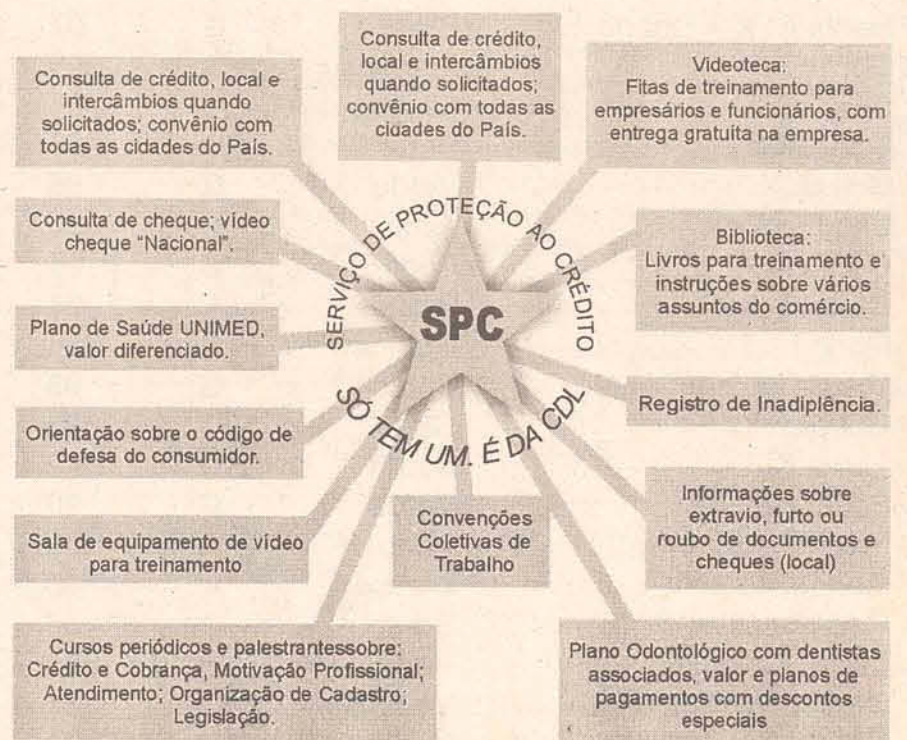 Consulta de crédito, local e
intercâmbios quando
solicitados; convênio com
todas as cidades do País.
Consulta de crédito,
local e intercâmbios
quando solicitados;
convênio com todas as
cidades do País.
Videoteca:
Fitas de treinamento para
empresários e funcionários, com
entrega gratuita na empresa.
Consulta de cheque; vídeo
cheque “Nacional”.
Biblioteca:
Livros para treinamento e
instruções sobre vários
assuntos do comércio.
SERVIÇO DE PROTEÇÃO AO CRÉDITO
SPC
SÓ TEM UM. É DA CDL
Plano de Saúde UNIMED,
valor diferenciado.
Registro de Inadiplência.
Orientação sobre o código de
defesa do consumidor.
Informações sobre
extravio, furto ou
roubo de documentos e
cheques (local)
Sala de equipamento de vídeo
para treinamento
Convenções
Coletivas de
Trabalho
Cursos periódicos e palestrantessobre:
Crédito e Cobrança, Motivação Profissional;
Atendimento; Organização de Cadastro;
Legislação.
Plano Odontológico com dentistas
associados, valor e planos de
pagamentos com descontos
especiais